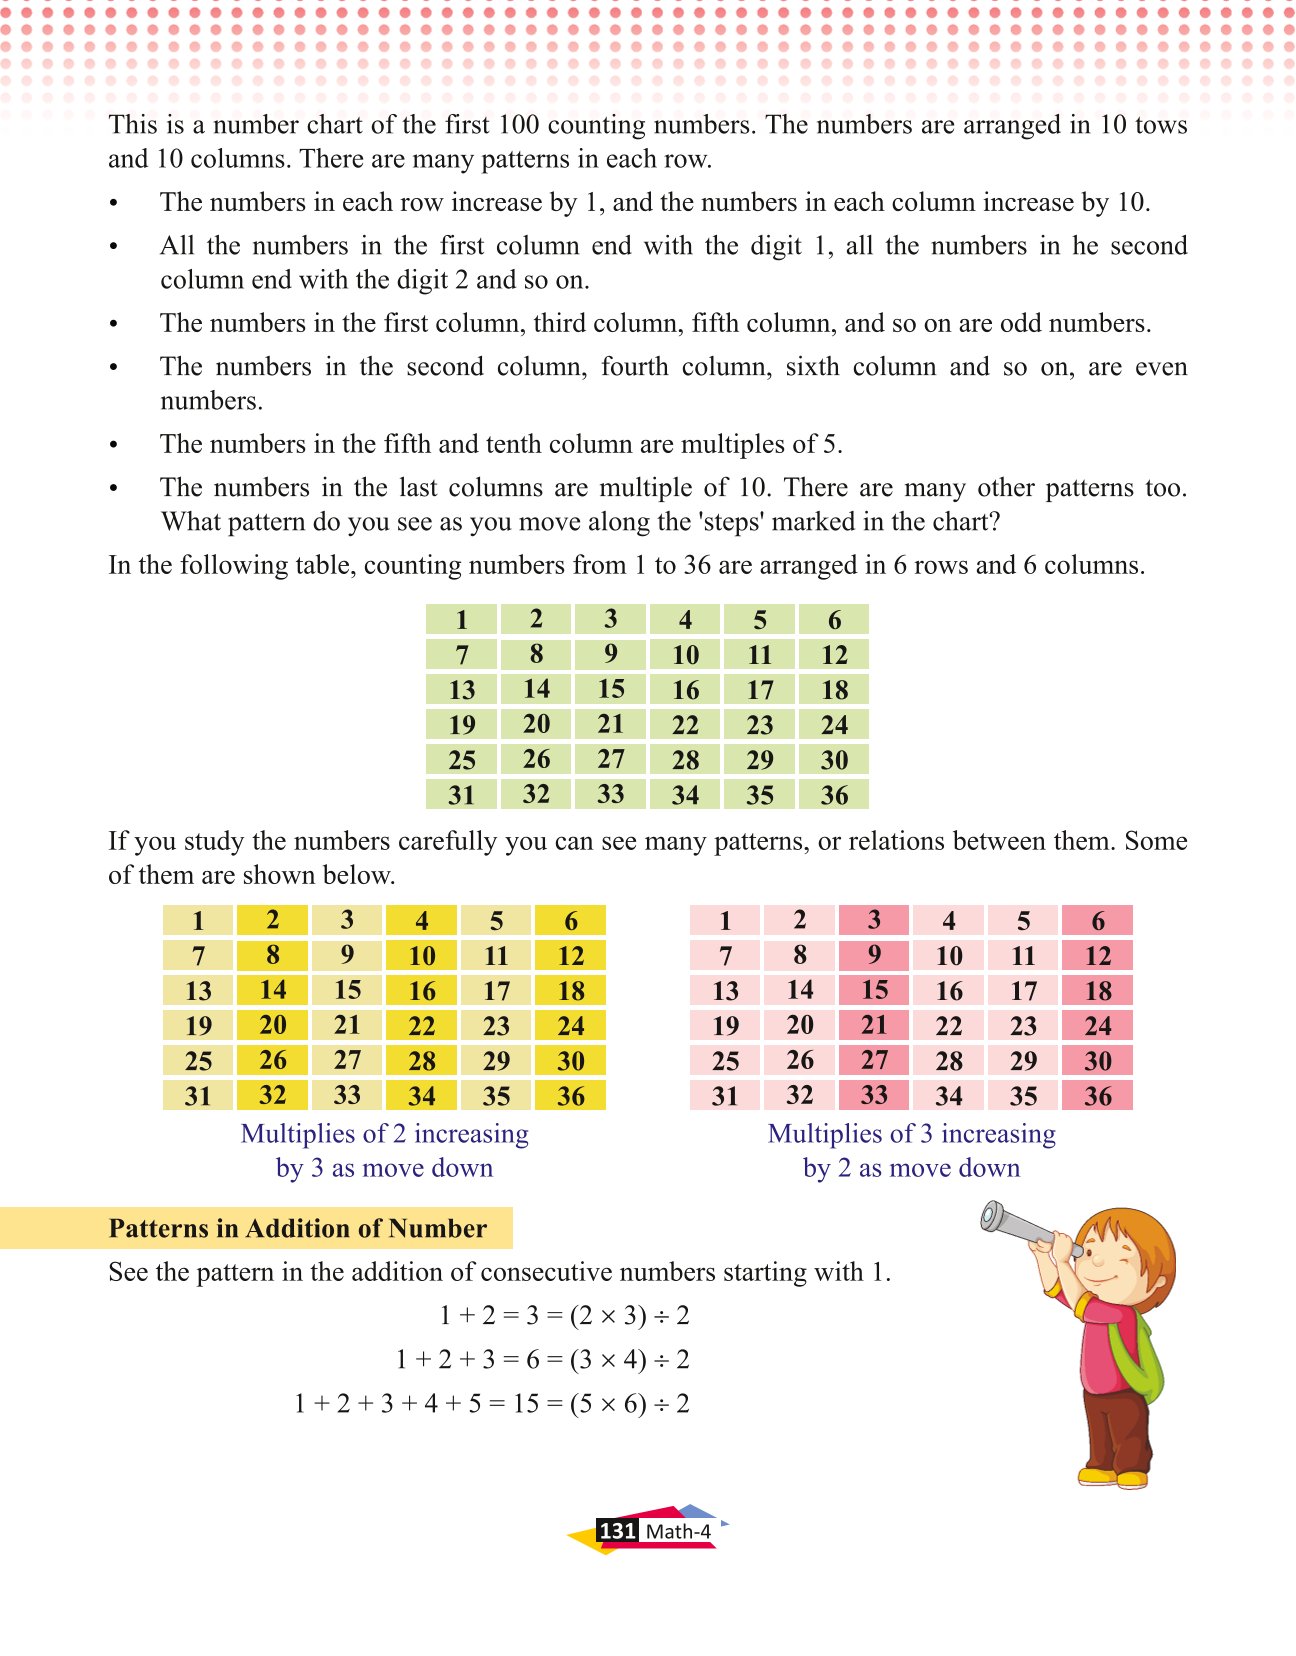 This is a number chart of the first 100 counting numbers. The numbers are arranged in 10 tows
and 10 columns. There are many patterns in each row.
• The numbers in each row increase by 1, and the numbers in each column increase by 10.
• All the numbers in the first column end with the digit 1, all the numbers in he second
column end with the digit 2 and so on.
• The numbers in the first column, third column, fifth column, and so on are odd numbers.
• The numbers in the second column, fourth column, sixth column and so on, are even
numbers.
• The numbers in the fifth and tenth column are multiples of 5.
• The numbers in the last columns are multiple of 10. There are many other patterns too.
What pattern do you see as you move along the 'steps' marked in the chart?
In the following table, counting numbers from 1 to 36 are arranged in 6 rows and 6 columns.
1 2 3 4 5 6
7 8 9 10 11 12
13 14 15 16 17 18
19 20 21 22 23 24
25 26 27 28 29 30
31 32 33 34 35 36
If you study the numbers carefully you can see many patterns, or relations between them. Some
of them are shown below.
1 2 3 4 5 6
7 8 9 10 11 12
13 14 15 16 17 18
19 20 21 22 23 24
25 26 27 28 29 30
31 32 33 34 35 36
Multiplies of 2 increasing
by 3 as move down
1 2 3 4 5 6
7 8 9 10 11 12
13 14 15 16 17 18
19 20 21 22 23 24
25 26 27 28 29 30
31 32 33 34 35 36
Multiplies of 3 increasing
by 2 as move down
Patterns in Addition of Number
See the pattern in the addition of consecutive numbers starting with 1.
1 + 2 = 3 = (2 × 3) ÷ 2
1 + 2 + 3 = 6 = (3 × 4) ÷ 2
1 + 2 + 3 + 4 + 5 = 15 = (5 × 6) ÷ 2
131 Math-4